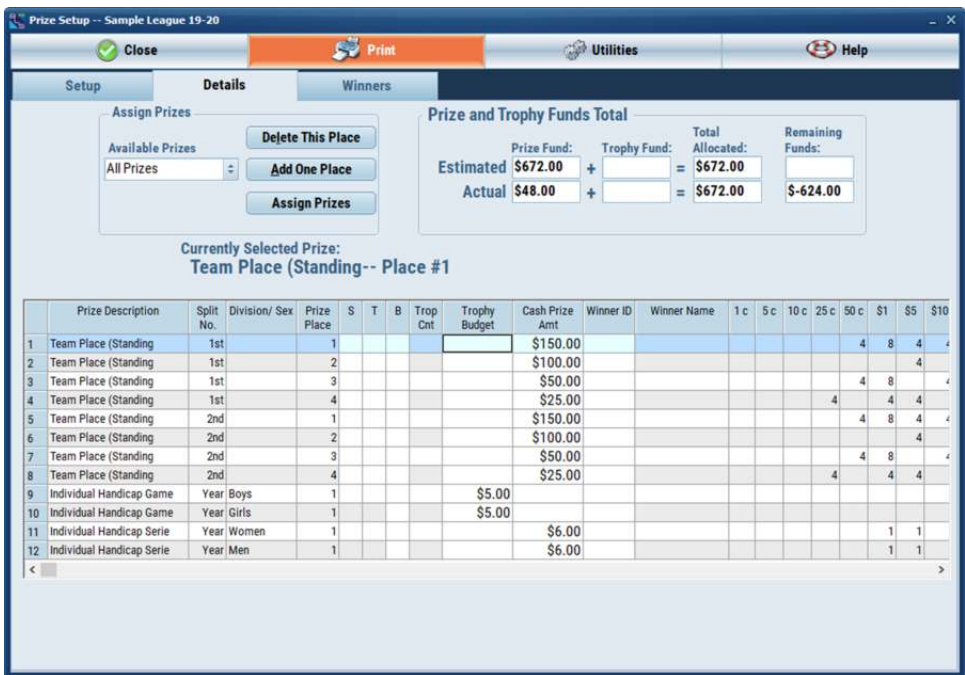 Prize Setup -- Sample League 19-20
Close Print Utilities Help
Setup Details Winners
Assign Prizes
Available Prizes
All Prizes
Delete This Place
Add One Place
Assign Prizes
Prize and Trophy Funds Total
Prize Fund: Trophy Fund: Total Allocated: Remaining Funds:
Estimated $672.00 + = $672.00
Actual $48.00 + = $672.00 $-624.00
Currently Selected Prize:
Team Place (Standing-- Place #1
Prize Description Split No. Division/ Sex Prize Place S T B Trop Cnt Trophy Budget Cash Prize Amt Winner ID Winner Name 1 c 5 c 10 c 25 c 50 c $1 $5 $10
1 Team Place (Standing 1st 1 $150.00 4 8 4
2 Team Place (Standing 1st 2 $100.00 4
3 Team Place (Standing 1st 3 $50.00 4 8
4 Team Place (Standing 1st 4 $25.00 4 4 4
5 Team Place (Standing 2nd 1 $150.00 4 8 4
6 Team Place (Standing 2nd 2 $100.00 4
7 Team Place (Standing 2nd 3 $50.00 4 8
8 Team Place (Standing 2nd 4 $25.00 4 4 4
9 Individual Handicap Game Year Boys 1 $5.00
10 Individual Handicap Game Year Girls 1 $5.00
11 Individual Handicap Serie Year Women 1 $6.00 1 1
12 Individual Handicap Serie Year Men 1 $6.00 1 1